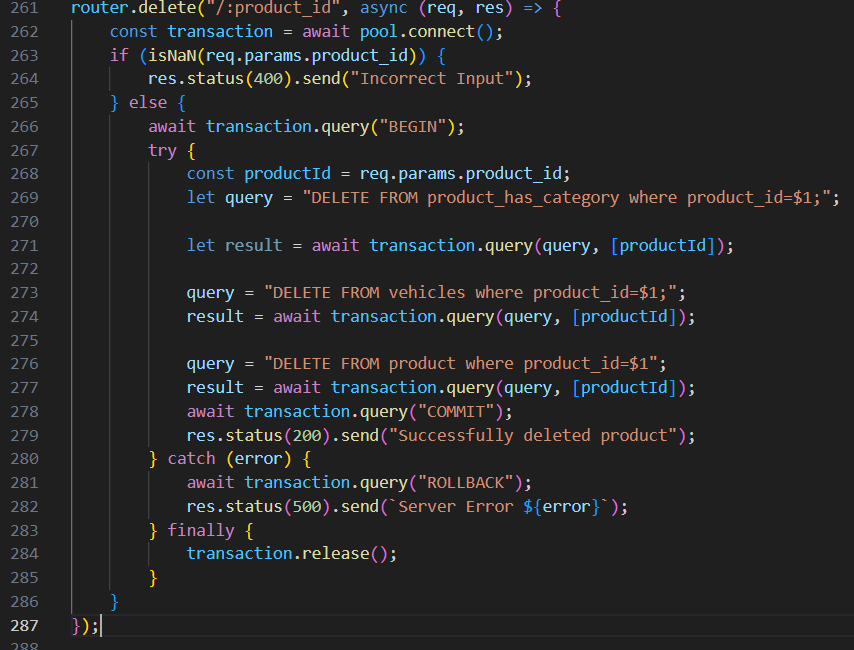 261 router.delete("/:product_id", async (req, res) => {
262     const transaction = await pool.connect();
263     if (isNaN(req.params.product_id)) {
264         res.status(400).send("Incorrect Input");
265     } else {
266         await transaction.query("BEGIN");
267         try {
268             const productId = req.params.product_id;
269             let query = "DELETE FROM product_has_category where product_id=$1;";
270
271             let result = await transaction.query(query, [productId]);
272
273             query = "DELETE FROM vehicles where product_id=$1;";
274             result = await transaction.query(query, [productId]);
275
276             query = "DELETE FROM product where product_id=$1";
277             result = await transaction.query(query, [productId]);
278             await transaction.query("COMMIT");
279             res.status(200).send("Successfully deleted product");
280         } catch (error) {
281             await transaction.query("ROLLBACK");
282             res.status(500).send(`Server Error ${error}`);
283         } finally {
284             transaction.release();
285         }
286     }
287 });
288